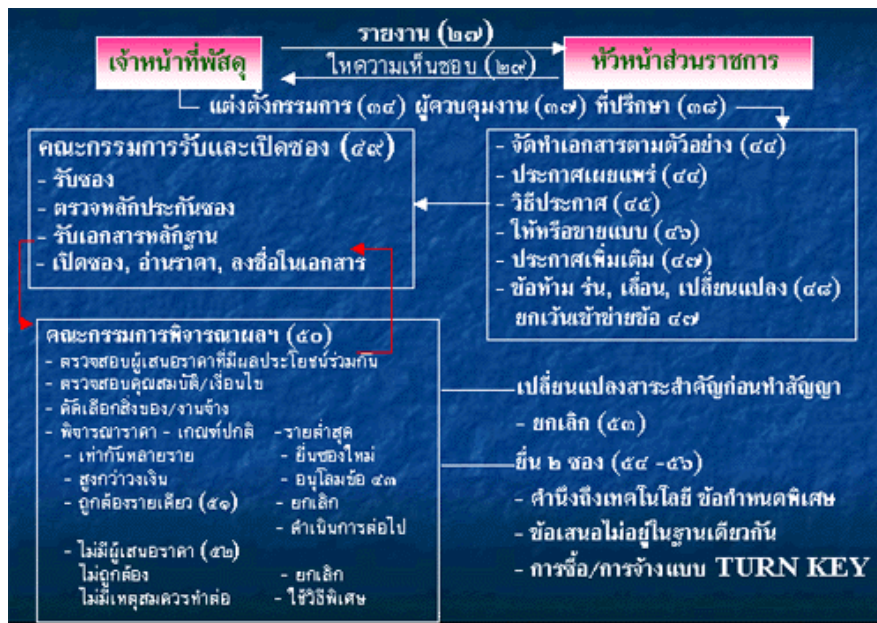 รายงาน (๒๗)
เจ้าหน้าที่พัสดุ
ใหความเห็นชอบ (๒๙)
หัวหน้าส่วนราชการ
แต่งตั้งกรรมการ (๓๔) ผู้ควบคุมงาน (๓๗) ที่ปรึกษา (๓๘)
คณะกรรมการรับและเปิดซอง (๔๙)
- รับซอง
- ตรวจหลักประกันซอง
- รับเอกสารหลักฐาน
- เปิดซอง, อ่านราคา, ลงชื่อในเอกสาร
- จัดทำเอกสารตามตัวอย่าง (๔๔)
- ประกาศเผยแพร่ (๔๔)
- วิธีประกาศ (๔๕)
- ให้หรือขายแบบ (๔๖)
- ประกาศเพิ่มเติม (๔๗)
- ข้อห้าม ร่น, เลื่อน, เปลี่ยนแปลง (๔๘)
ยกเว้นเข้าข่ายข้อ ๔๗
คณะกรรมการพิจารณาผลฯ (๕๐)
- ตรวจสอบผู้เสนอราคาที่มีผลประโยชน์ร่วมกัน
- ตรวจสอบคุณสมบัติ/เงื่อนไข
- คัดเลือกสิ่งของ/งานจ้าง
- พิจารณาราคา - เกณฑ์ปกติ - รายต่ำสุด
- เท่ากันหลายราย - ยื่นซองใหม่
- สูงกว่าวงเงิน - อนุโลมข้อ ๔๓
- ถูกต้องรายเดียว (๕๑) - ยกเลิก
- ดำเนินการต่อไป
- ไม่มีผู้เสนอราคา (๕๒)
ไม่ถูกต้อง - ยกเลิก
ไม่มีเหตุสมควรทำต่อ - ใช้วิธีพิเศษ
เปลี่ยนแปลงสาระสำคัญก่อนทำสัญญา
- ยกเลิก (๕๓)
ยื่น ๒ ซอง (๕๔ -๕๖)
- คำนึงถึงเทคโนโลยี ข้อกำหนดพิเศษ
- ข้อเสนอไม่อยู่ในฐานเดียวกัน
- การซื้อ/การจ้างแบบ TURN KEY